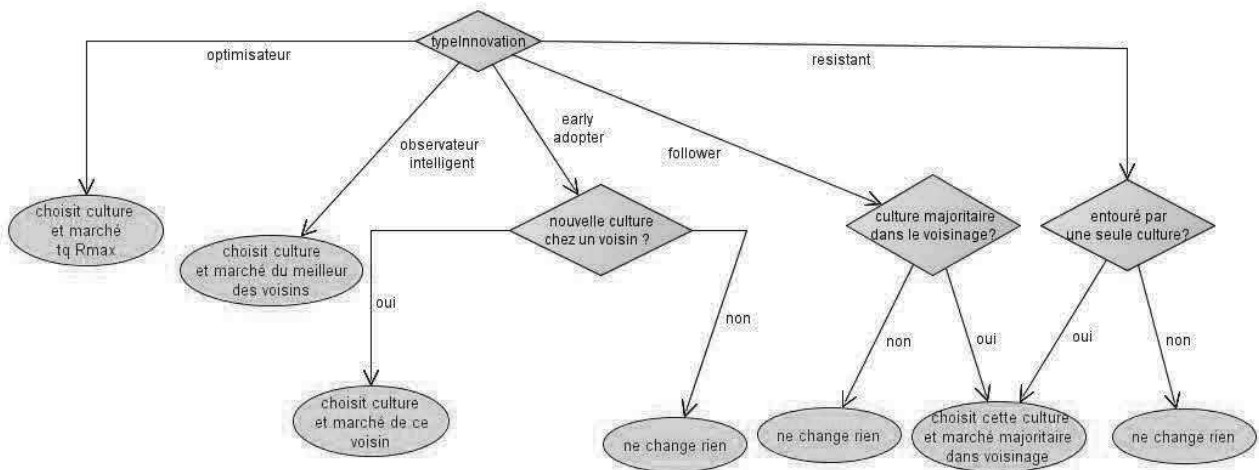 typeInnovation
optimisateur
resistant
early
adopter
observateur
intelligent
follower
choisit culture
et marché
tq Rmax
choisit culture
et marché du meilleur
des voisins
nouvelle culture
chez un voisin ?
culture majoritaire
dans le voisinage?
entouré par
une seule culture?
oui
non
non
oui
oui
non
choisit culture
et marché de ce
voisin
ne change rien
ne change rien
choisit cette culture
et marché majoritaire
dans voisinage
ne change rien